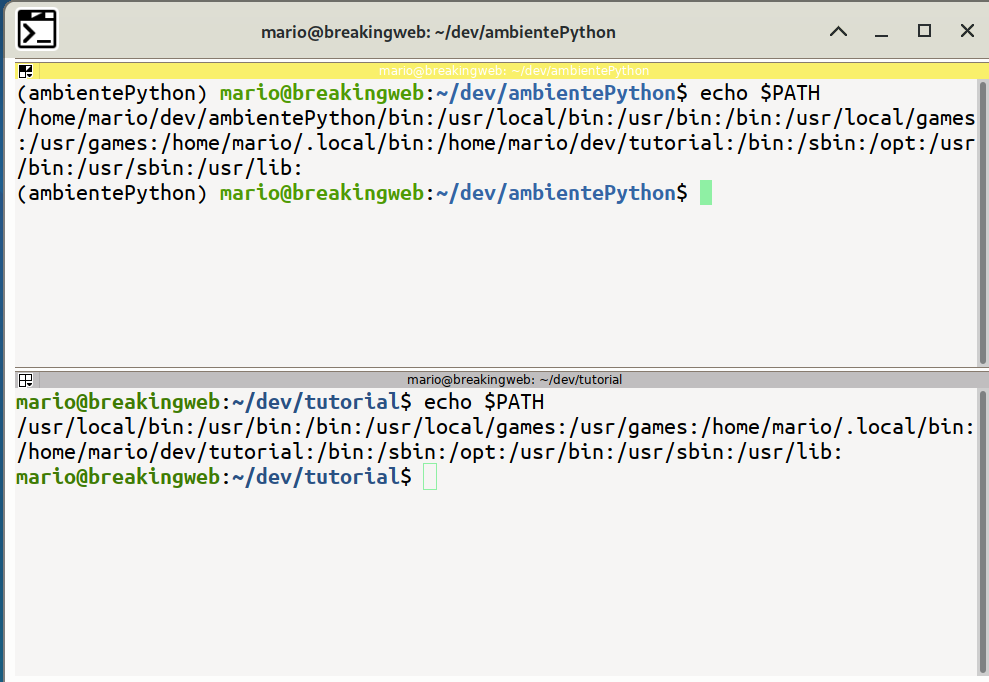 mario@breakingweb: ~/dev/ambientePython
mario@breakingweb: ~/dev/ambientePython
(ambientePython) mario@breakingweb:~/dev/ambientePython$ echo $PATH
/home/mario/dev/ambientePython/bin:/usr/local/bin:/usr/bin:/bin:/usr/local/games
:/usr/games:/home/mario/.local/bin:/home/mario/dev/tutorial:/bin:/sbin:/opt:/usr
/bin:/usr/sbin:/usr/lib:
(ambientePython) mario@breakingweb:~/dev/ambientePython$
mario@breakingweb: ~/dev/tutorial
mario@breakingweb:~/dev/tutorial$ echo $PATH
/usr/local/bin:/usr/bin:/bin:/usr/local/games:/usr/games:/home/mario/.local/bin:
/home/mario/dev/tutorial:/bin:/sbin:/opt:/usr/bin:/usr/sbin:/usr/lib:
mario@breakingweb:~/dev/tutorial$